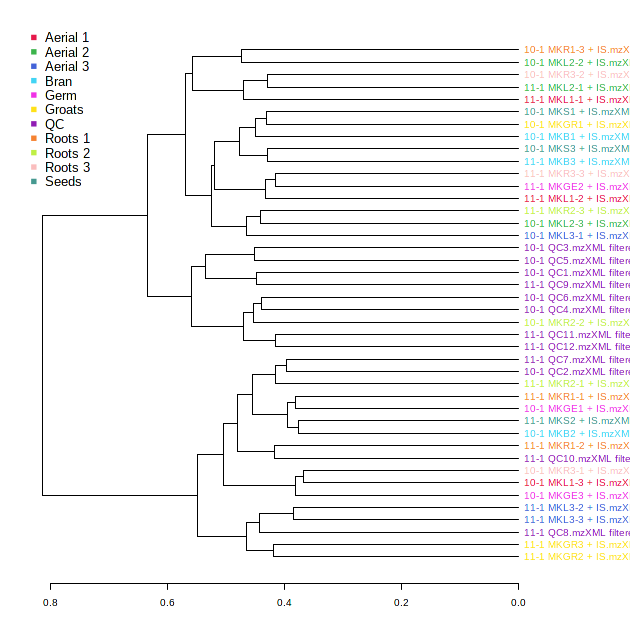 Aerial 1
Aerial 2
Aerial 3
Bran
Germ
Groats
QC
Roots 1
Roots 2
Roots 3
Seeds
10-1 MKR1-3 + IS.mzX
10-1 MKL2-2 + IS.mzX
10-1 MKR3-2 + IS.mzX
11-1 MKL2-1 + IS.mzX
11-1 MKL1-1 + IS.mzX
10-1 MKS1 + IS.mzXM
10-1 MKGR1 + IS.mzX
10-1 MKB1 + IS.mzXM
10-1 MKS3 + IS.mzXM
11-1 MKB3 + IS.mzXM
11-1 MKR3-3 + IS.mzX
11-1 MKGE2 + IS.mzX
11-1 MKL1-2 + IS.mzX
11-1 MKR2-3 + IS.mzX
10-1 MKL2-3 + IS.mzX
10-1 MKL3-1 + IS.mzX
10-1 QC3.mzXML filtere
10-1 QC5.mzXML filtere
10-1 QC1.mzXML filtere
11-1 QC9.mzXML filtere
10-1 QC6.mzXML filtere
10-1 QC4.mzXML filtere
10-1 MKR2-2 + IS.mzX
11-1 QC11.mzXML filter
11-1 QC12.mzXML filter
11-1 QC7.mzXML filtere
10-1 QC2.mzXML filtere
11-1 MKR2-1 + IS.mzX
11-1 MKR1-1 + IS.mzX
10-1 MKGE1 + IS.mzX
11-1 MKS2 + IS.mzXM
10-1 MKB2 + IS.mzXM
11-1 MKR1-2 + IS.mzX
11-1 QC10.mzXML filter
10-1 MKR3-1 + IS.mzX
10-1 MKL1-3 + IS.mzX
10-1 MKGE3 + IS.mzX
11-1 MKL3-2 + IS.mzX
11-1 MKL3-3 + IS.mzX
11-1 QC8.mzXML filtere
11-1 MKGR3 + IS.mzX
11-1 MKGR2 + IS.mzX
0.8 0.6 0.4 0.2 0.0